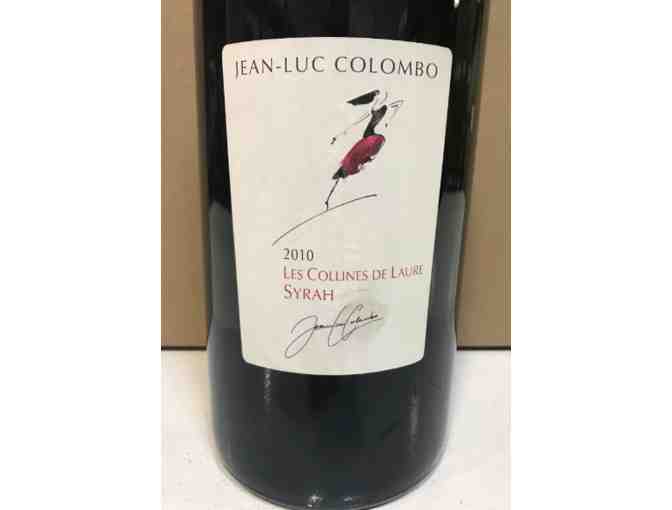 JEAN-LUC COLOMBO
2010
LES COLLINES DE LAURE
SYRAH